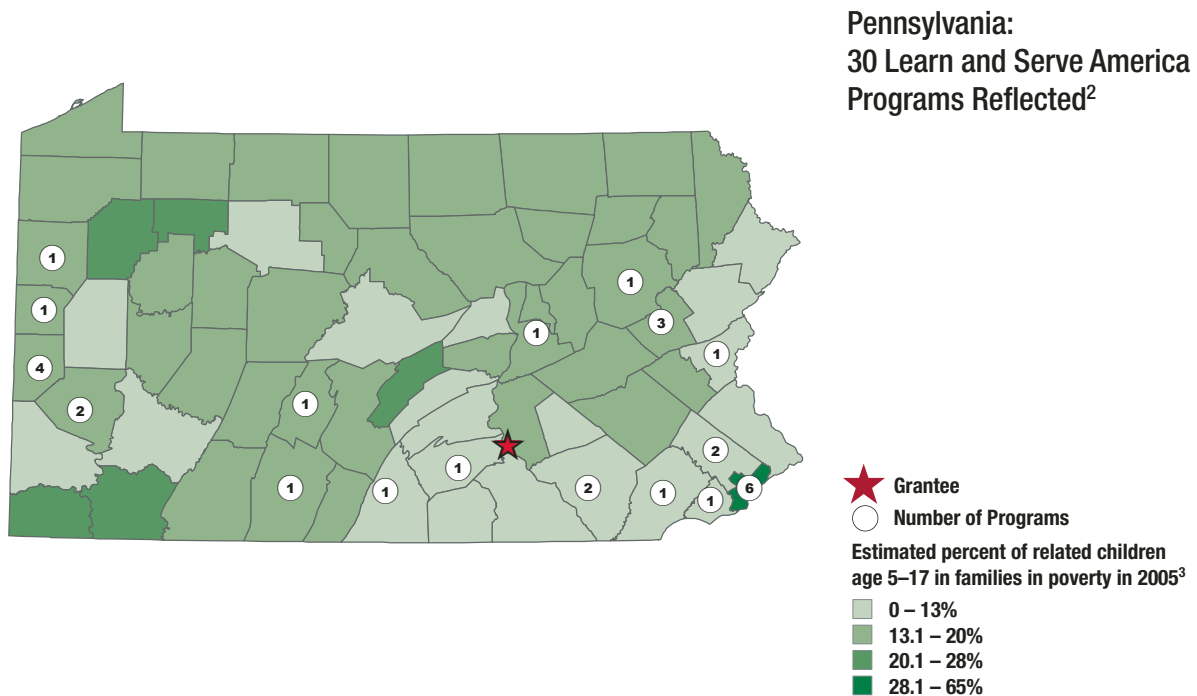 Pennsylvania:
30 Learn and Serve America
Programs Reflected2
1
1
1
3
1
1
4
1
2
2
1
1
1
2
1
1
6
Grantee
Number of Programs
Estimated percent of related children
age 5–17 in families in poverty in 20053
0 – 13%
13.1 – 20%
20.1 – 28%
28.1 – 65%